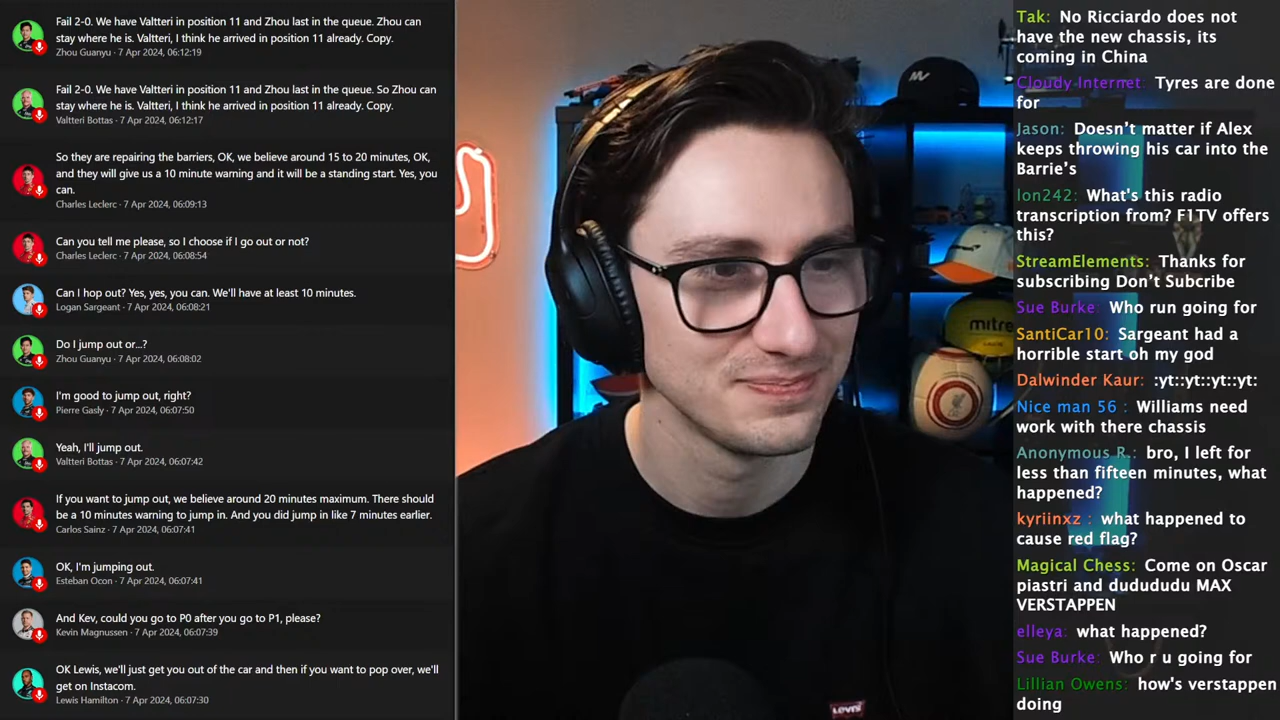 Fail 2-0. We have Valtteri in position 11 and Zhou last in the queue. Zhou can
stay where he is. Valtteri, I think he arrived in position 11 already. Copy.
Zhou Guanyu · 7 Apr 2024, 06:12:19
Fail 2-0. We have Valtteri in position 11 and Zhou last in the queue. So Zhou can
stay where he is. Valtteri, I think he arrived in position 11 already. Copy.
Valtteri Bottas · 7 Apr 2024, 06:12:17
So they are repairing the barriers, OK, we believe around 15 to 20 minutes, OK,
and they will give us a 10 minute warning and it will be a standing start. Yes, you
can.
Charles Leclerc · 7 Apr 2024, 06:09:13
Can you tell me please, so I choose if I go out or not?
Charles Leclerc · 7 Apr 2024, 06:08:54
Can I hop out? Yes, yes, you can. We'll have at least 10 minutes.
Logan Sargeant · 7 Apr 2024, 06:08:21
Do I jump out or...?
Zhou Guanyu · 7 Apr 2024, 06:08:02
I'm good to jump out, right?
Pierre Gasly · 7 Apr 2024, 06:07:50
Yeah, I'll jump out.
Valtteri Bottas · 7 Apr 2024, 06:07:42
If you want to jump out, we believe around 20 minutes maximum. There should
be a 10 minutes warning to jump in. And you did jump in like 7 minutes earlier.
Carlos Sainz · 7 Apr 2024, 06:07:41
OK, I'm jumping out.
Esteban Ocon · 7 Apr 2024, 06:07:41
And Kev, could you go to P0 after you go to P1, please?
Kevin Magnussen · 7 Apr 2024, 06:07:39
OK Lewis, we'll just get you out of the car and then if you want to pop over, we'll
get on Instacom.
Lewis Hamilton · 7 Apr 2024, 06:07:30
mitre
Levi's
Tak: No Ricciardo does not
have the new chassis, its
coming in China
Cloudy Internet: Tyres are done
for
Jason: Doesn't matter if Alex
keeps throwing his car into the
Barrie's
lon242: What's this radio
transcription from? F1TV offers
this?
StreamElements: Thanks for
subscribing Don't Subcribe
Sue Burke: Who run going for
SantiCar10: Sargeant had a
horrible start oh my god
Dalwinder Kaur: :yt::yt::yt::yt:
Nice man 56 : Williams need
work with there chassis
Anonymous R.: bro, I left for
less than fifteen minutes, what
happened?
kyriinxz : what happened to
cause red flag?
Magical Chess: Come on Oscar
piastri and dudududu MAX
VERSTAPPEN
elleya: what happened?
Sue Burke: Who r u going for
Lillian Owens: how's verstappen
doing